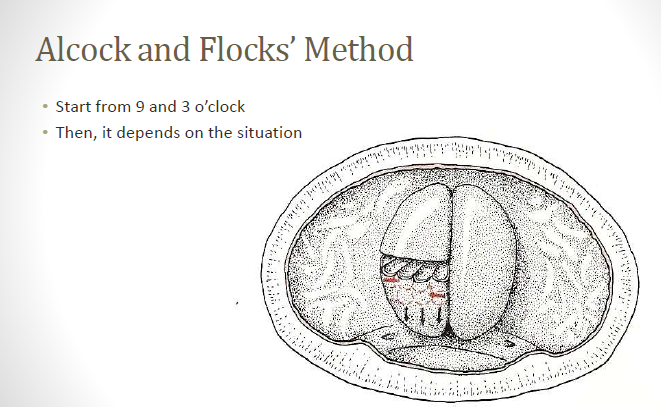 Alcock and Flocks’ Method
• Start from 9 and 3 o’clock
• Then, it depends on the situation